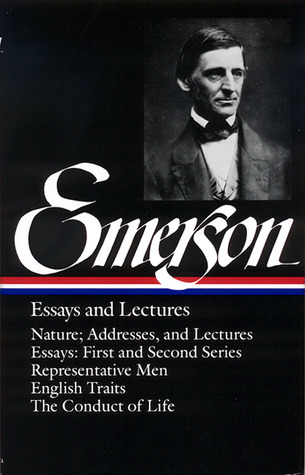 Emerson
Essays and Lectures
Nature; Addresses, and Lectures
Essays: First and Second Series
Representative Men
English Traits
The Conduct of Life